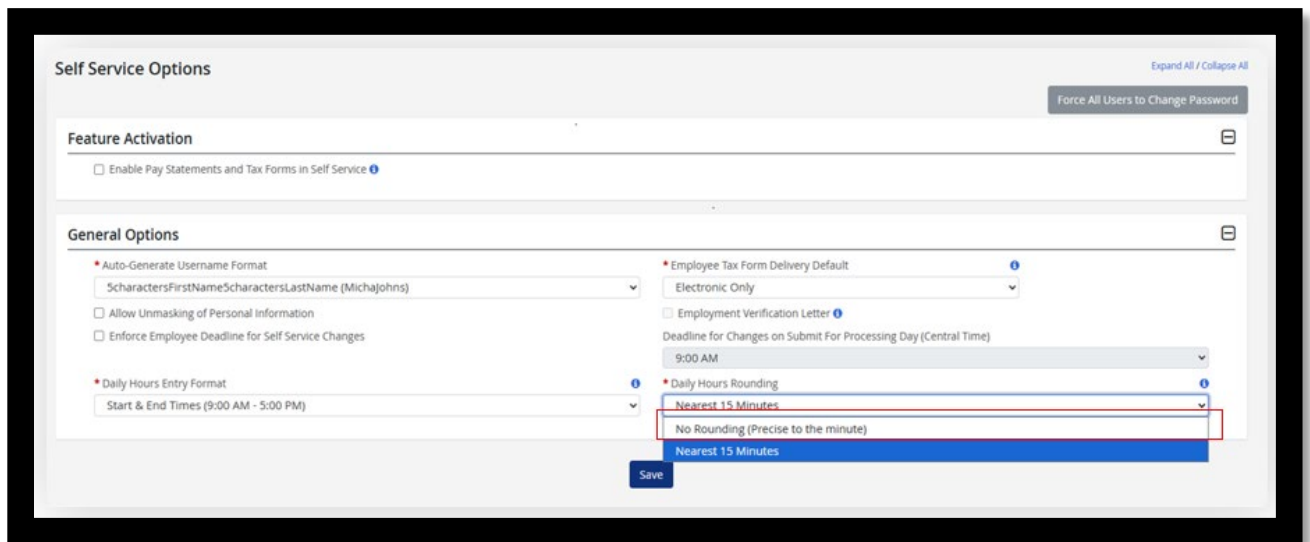 Self Service Options
Expand All / Collapse All
Force All Users to Change Password
Feature Activation
Enable Pay Statements and Tax Forms in Self Service
General Options
* Auto-Generate Username Format
5charactersFirstName5charactersLastName (MichaJohns)
* Employee Tax Form Delivery Default
Electronic Only
Allow Unmasking of Personal Information
Employment Verification Letter
Enforce Employee Deadline for Self Service Changes
Deadline for Changes on Submit For Processing Day (Central Time)
9:00 AM
* Daily Hours Entry Format
Start & End Times (9:00 AM - 5:00 PM)
* Daily Hours Rounding
Nearest 15 Minutes
No Rounding (Precise to the minute)
Nearest 15 Minutes
Save